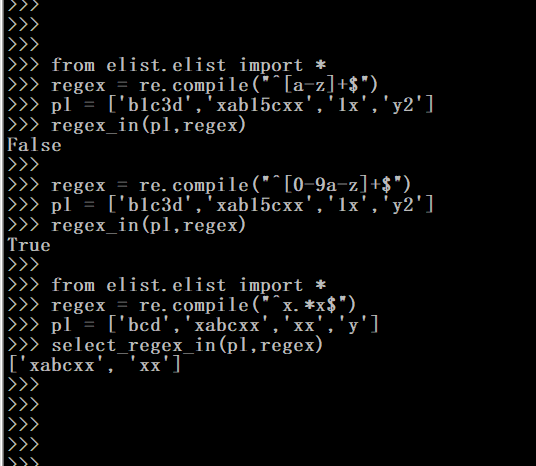 >>>
>>>
>>>
>>> from elist.elist import *
>>> regex = re.compile("^[a-z]+$")
>>> pl = ['b1c3d','xab15cxx','1x','y2']
>>> regex_in(pl,regex)
False
>>>
>>> regex = re.compile("^[0-9a-z]+$")
>>> pl = ['b1c3d','xab15cxx','1x','y2']
>>> regex_in(pl,regex)
True
>>>
>>> from elist.elist import *
>>> regex = re.compile("^x.*x$")
>>> pl = ['bcd','xabcxx','xx','y']
>>> select_regex_in(pl,regex)
['xabcxx', 'xx']
>>>
>>>
>>>
>>>
>>>